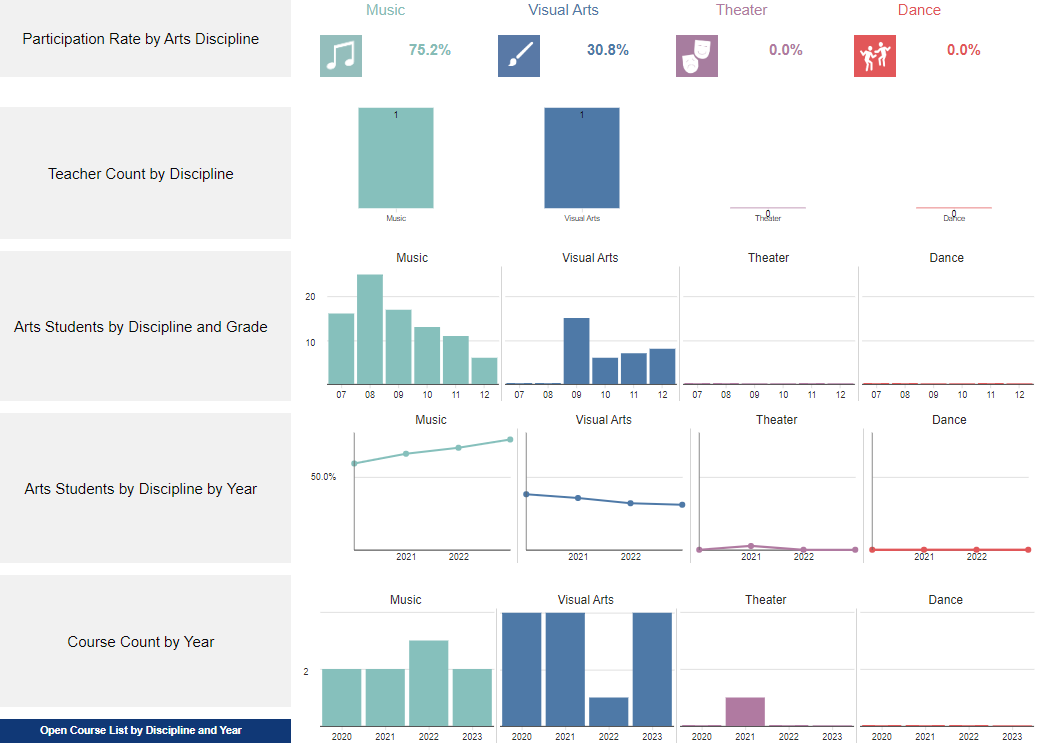 Music Visual Arts Theater Dance
Participation Rate by Arts Discipline
75.2% 30.8% 0.0% 0.0%
1 1
Teacher Count by Discipline
0 0
Music Visual Arts Theater Dance
Music Visual Arts Theater Dance
20
Arts Students by Discipline and Grade
10
07 08 09 10 11 12 07 08 09 10 11 12 07 08 09 10 11 12 07 08 09 10 11 12
Music Visual Arts Theater Dance
50.0%
Arts Students by Discipline by Year
2021 2022 2021 2022 2021 2022 2021 2022
Music Visual Arts Theater Dance
Course Count by Year
2
2020 2021 2022 2023 2020 2021 2022 2023 2020 2021 2022 2023 2020 2021 2022 2023
Open Course List by Discipline and Year